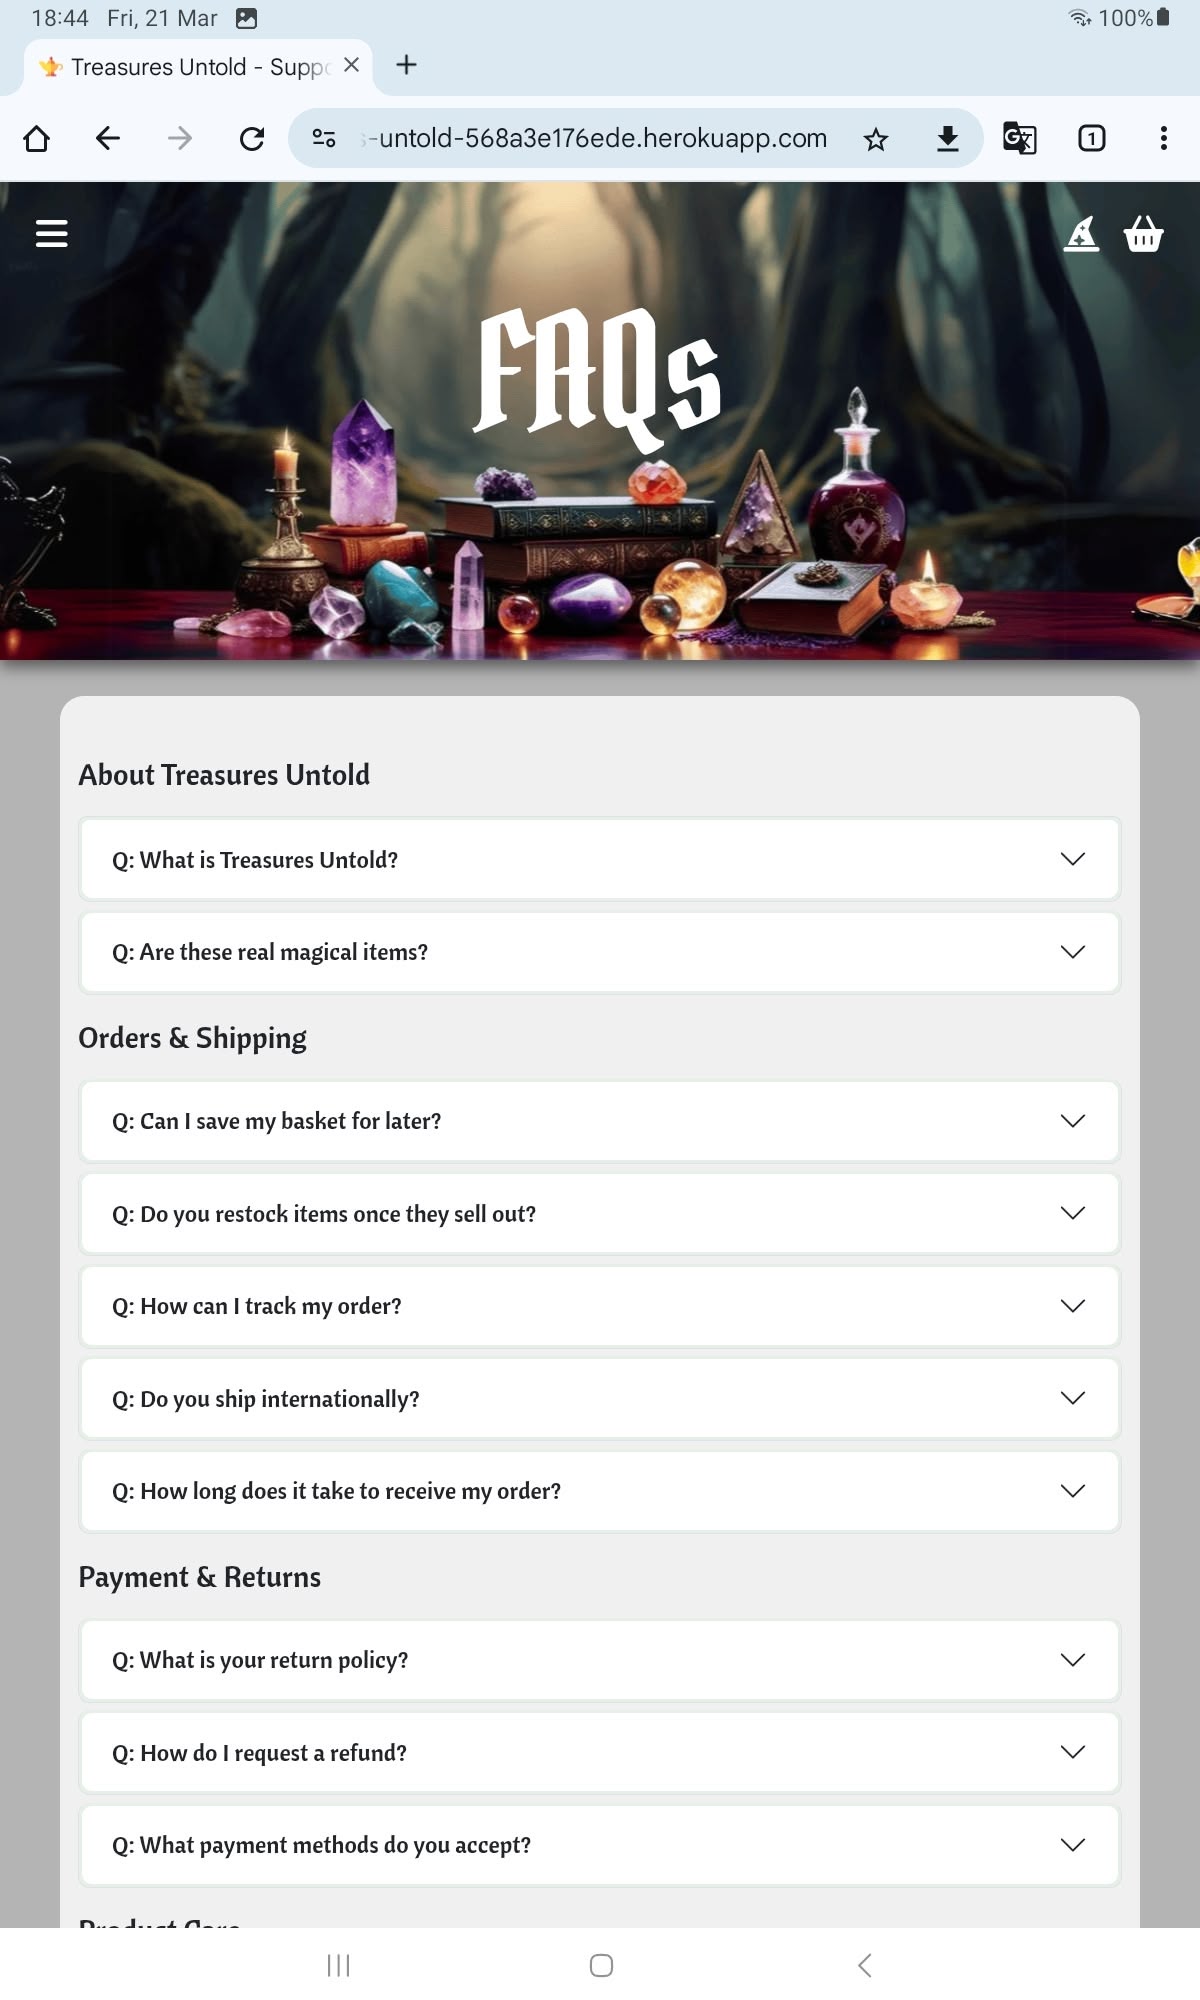 18:44 Fri, 21 Mar 100%
Treasures Untold - Suppo
-untold-568a3e176ede.herokuapp.com
1
FAQs
About Treasures Untold
Q: What is Treasures Untold?
Q: Are these real magical items?
Orders & Shipping
Q: Can I save my basket for later?
Q: Do you restock items once they sell out?
Q: How can I track my order?
Q: Do you ship internationally?
Q: How long does it take to receive my order?
Payment & Returns
Q: What is your return policy?
Q: How do I request a refund?
Q: What payment methods do you accept?
Product Care